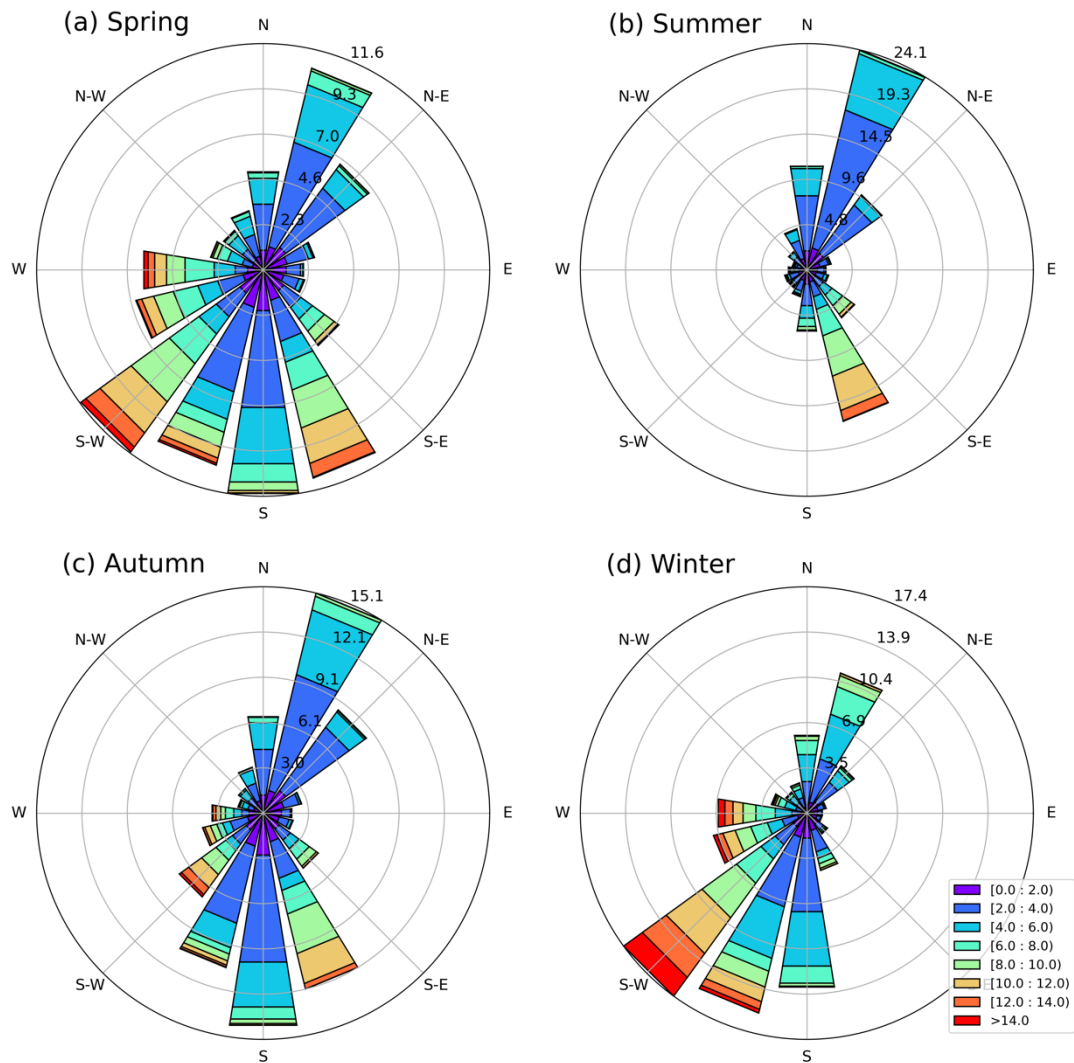 (a) Spring
N
11.6
N-W
9.3
N-E
7.0
4.6
2.3
W
E
S-W
S-E
S
(b) Summer
N
24.1
N-W
19.3
N-E
14.5
9.6
4.8
W
E
S-W
S-E
S
(c) Autumn
N
15.1
N-W
12.1
N-E
9.1
6.1
3.0
W
E
S-W
S-E
S
(d) Winter
N
17.4
N-W
13.9
N-E
10.4
6.9
3.5
W
E
S-W
S
[0.0 : 2.0)
[2.0 : 4.0)
[4.0 : 6.0)
[6.0 : 8.0)
[8.0 : 10.0)
[10.0 : 12.0)
[12.0 : 14.0)
>14.0